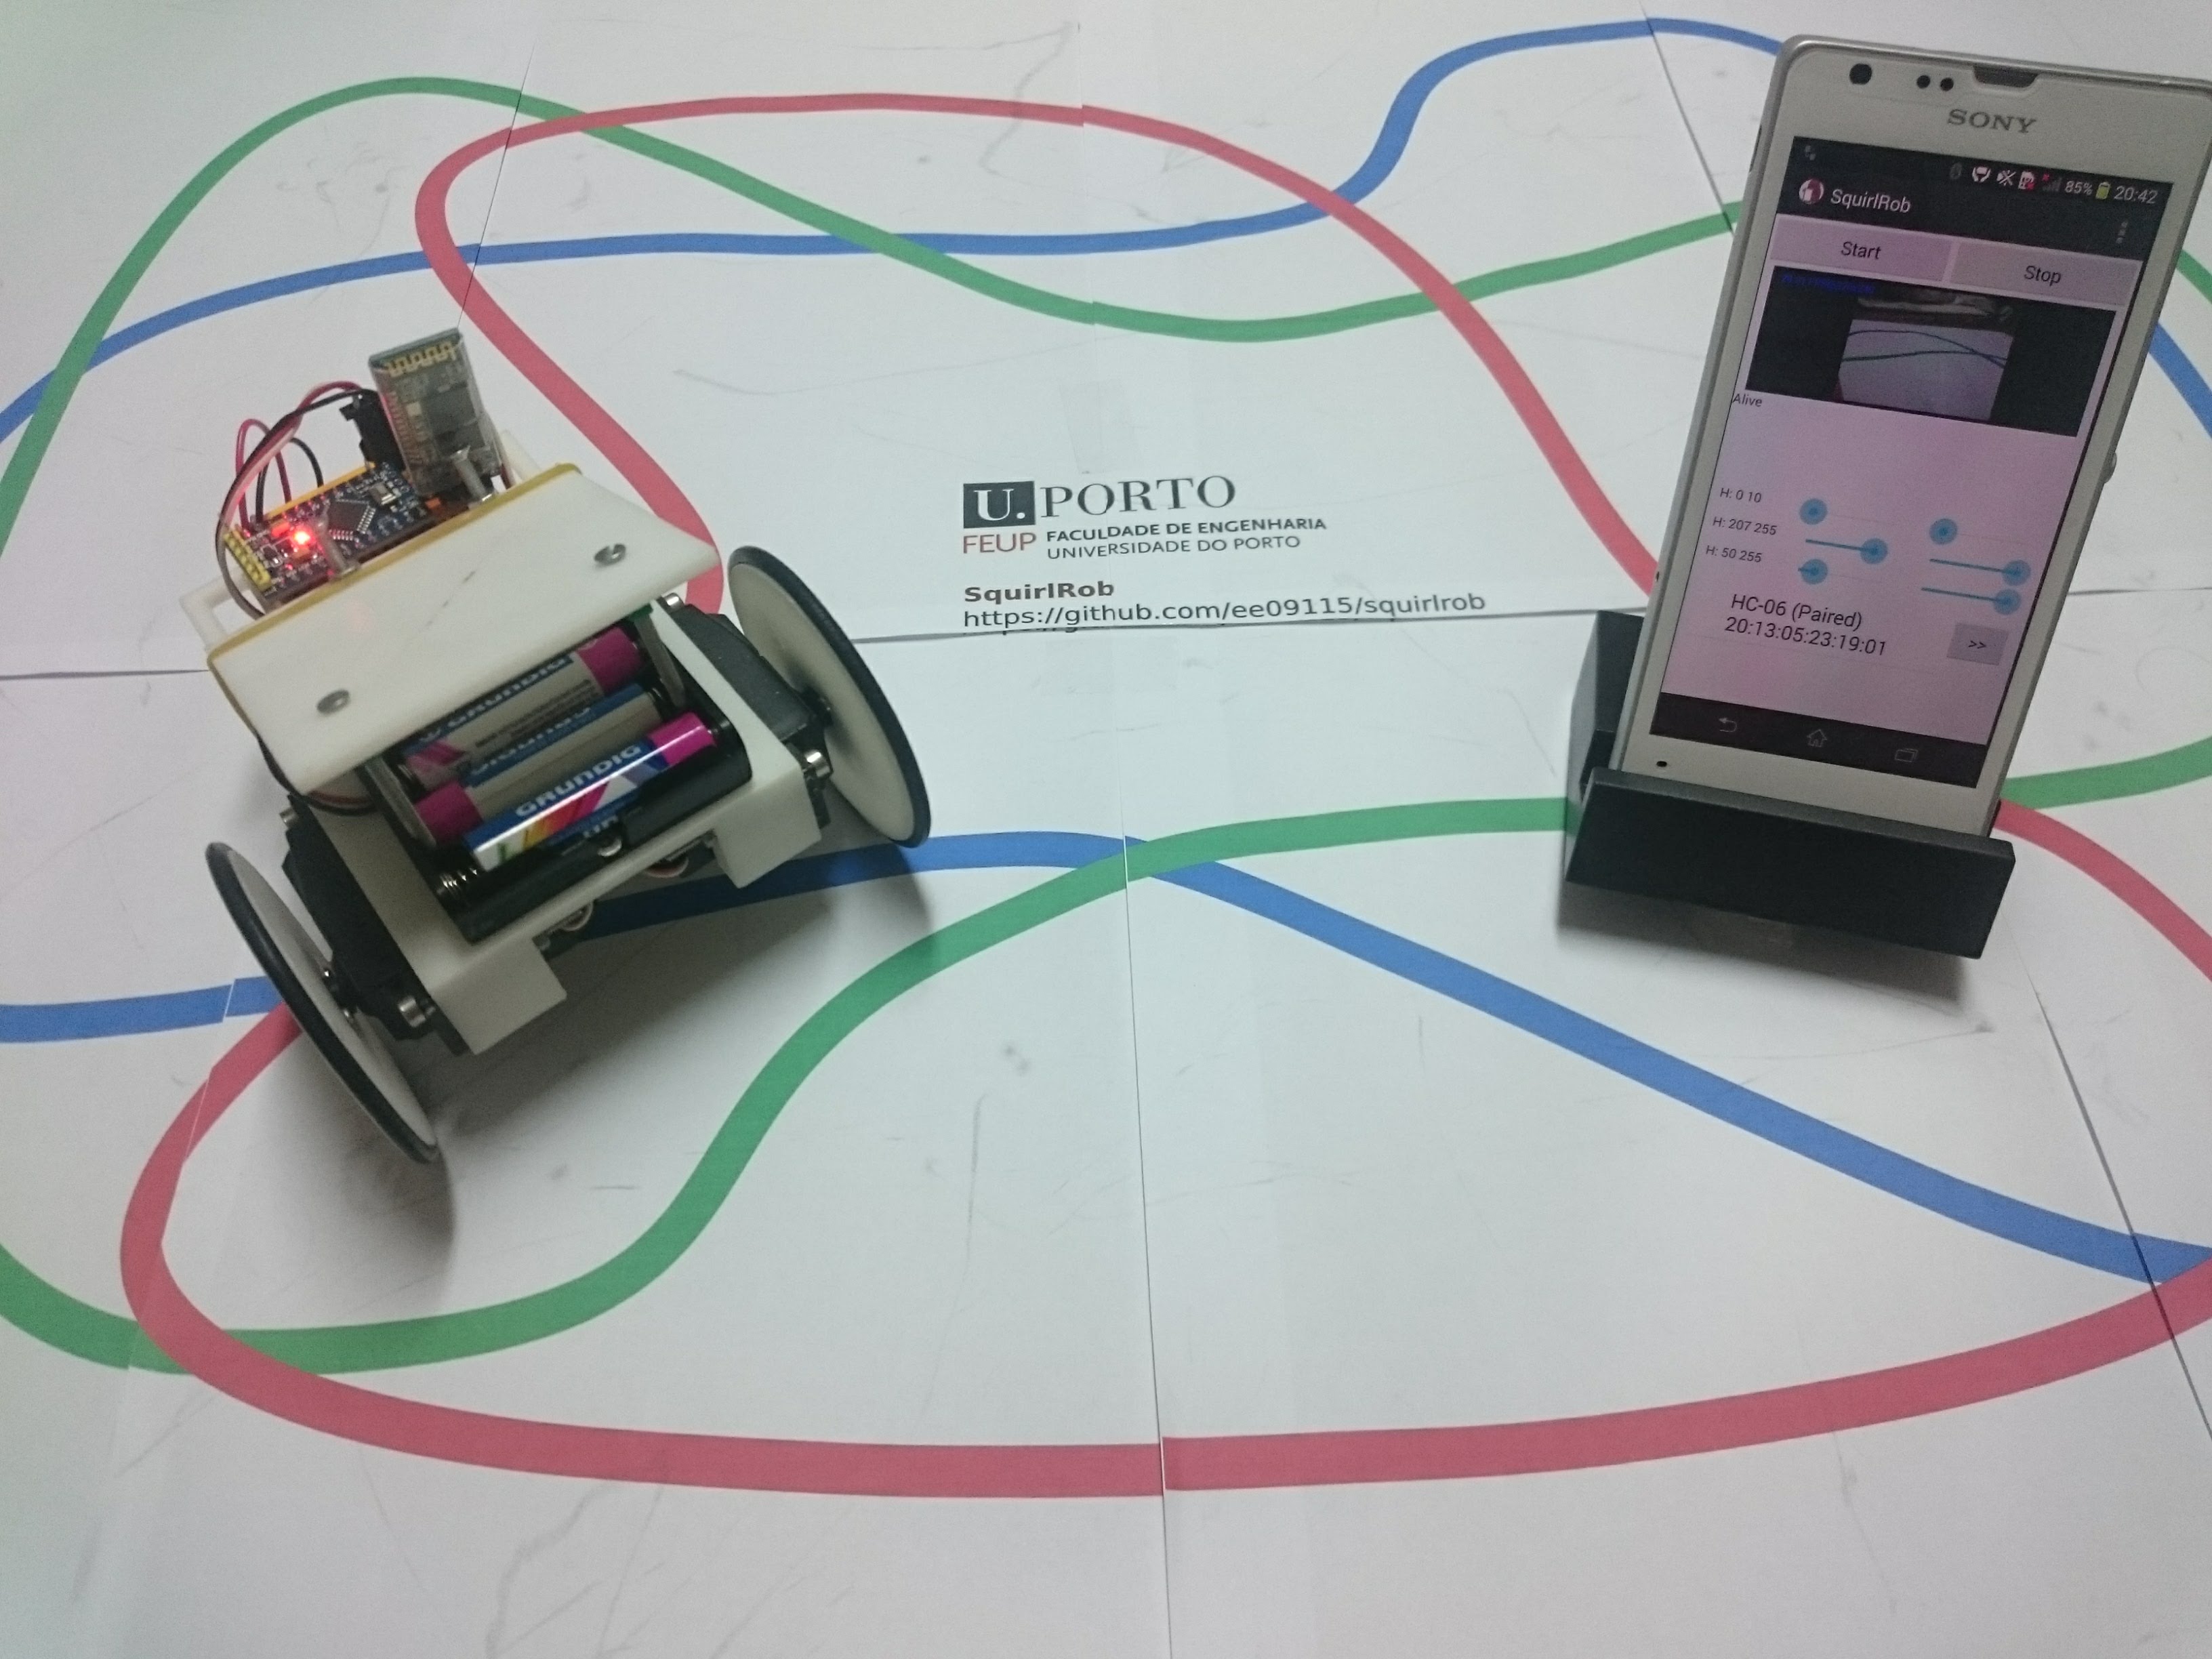 SONY
85% 20:42
SquirlRob
Start Stop
Alive
H: 0 10
H: 207 255
H: 50 255
HC-06 (Paired)
20:13:05:23:19:01
>>
U.PORTO
FEUP FACULDADE DE ENGENHARIA
UNIVERSIDADE DO PORTO
SquirlRob
https://github.com/ee09115/squirlrob
GRUNDIG
GRUNDIG
GRUNDIG